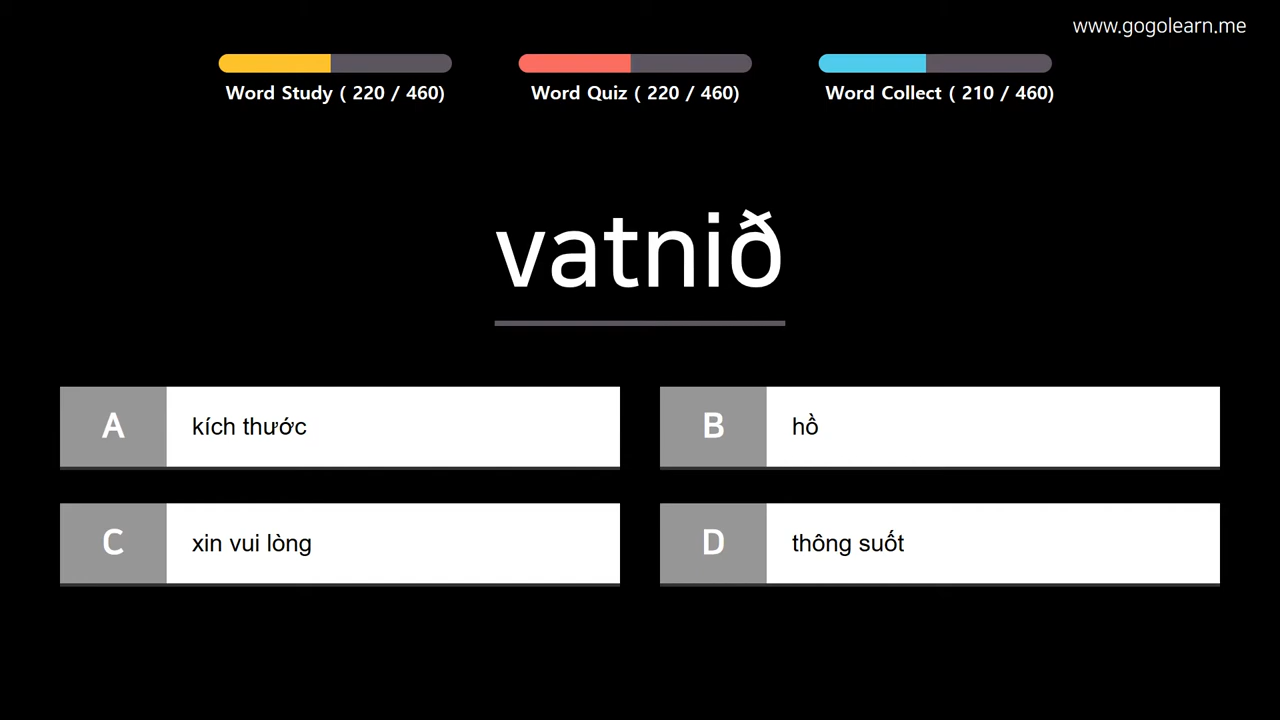 www.gogolearn.me
Word Study ( 220 / 460)
Word Quiz ( 220 / 460)
Word Collect ( 210 / 460)
vatnið
A
kích thước
B
hồ
C
xin vui lòng
D
thông suốt